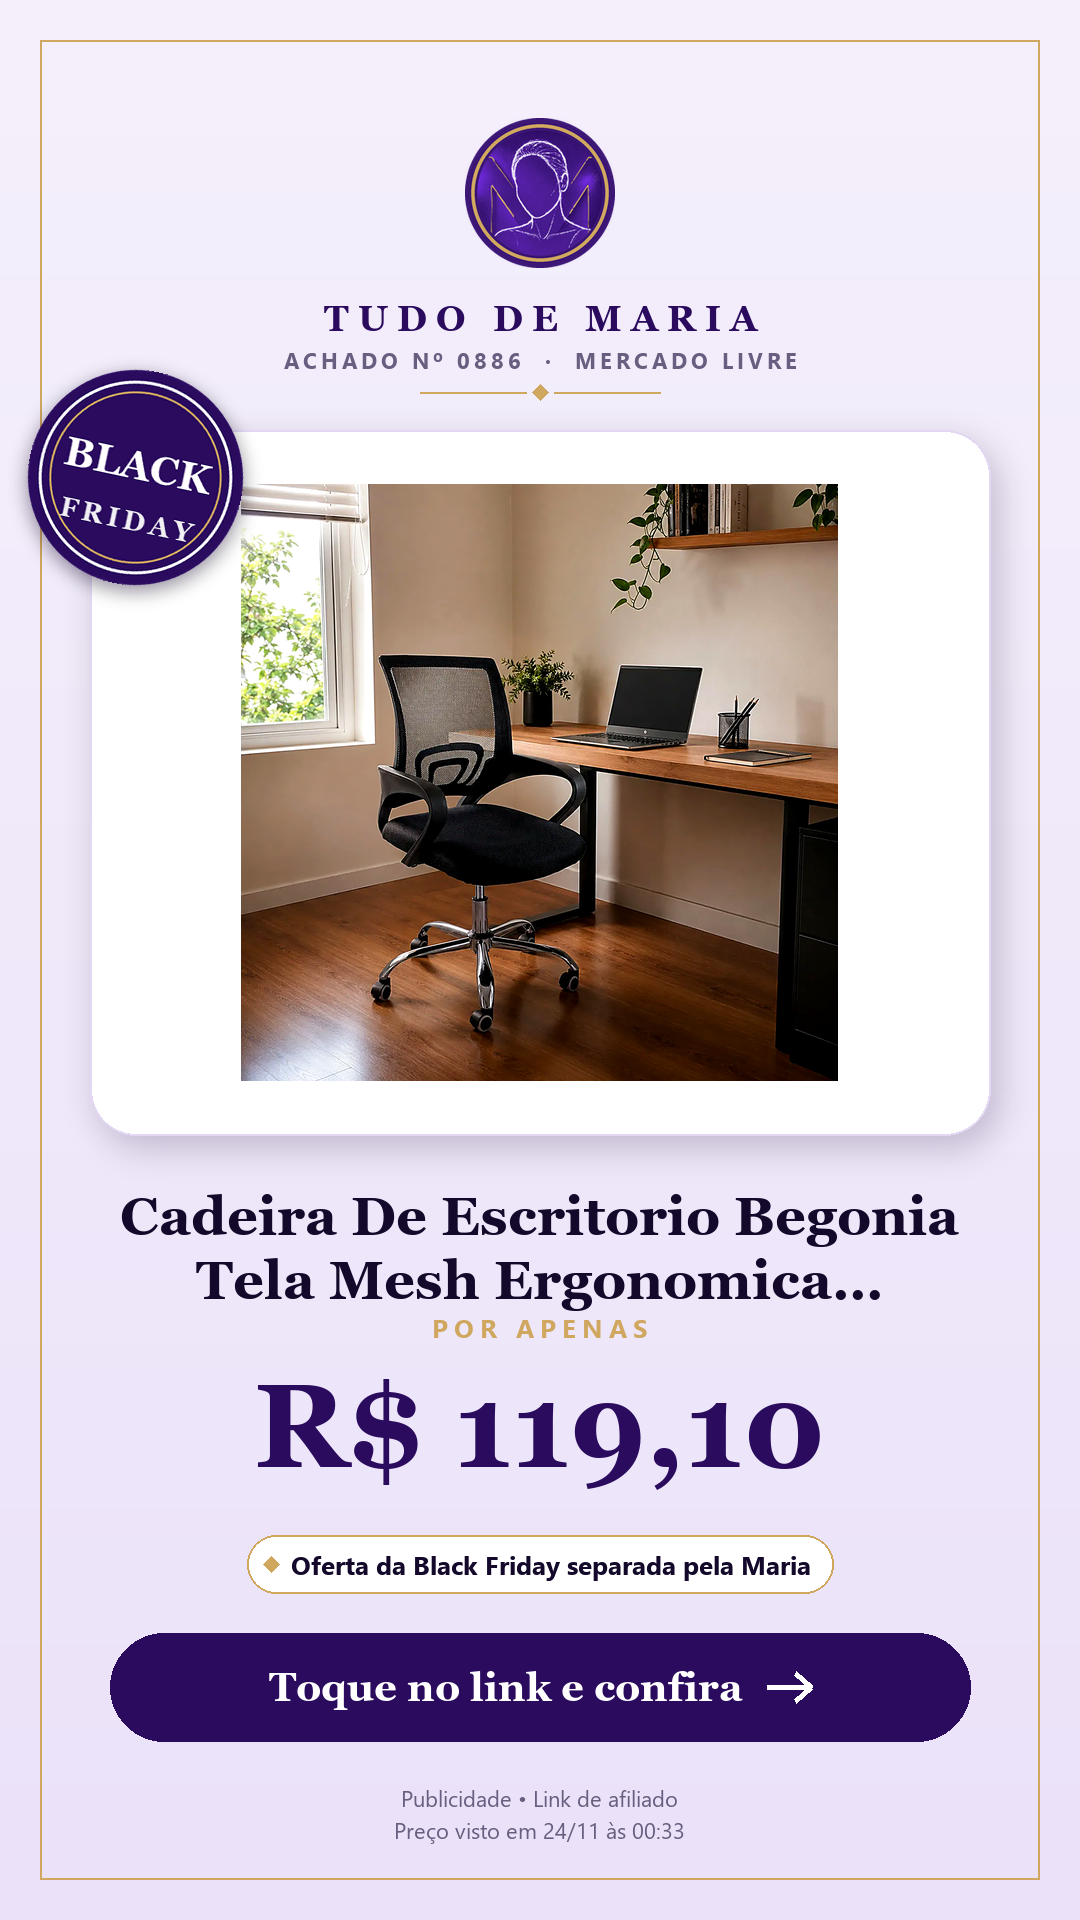 TUDO DE MARIA
ACHADO Nº 0886 · MERCADO LIVRE
BLACK
FRIDAY
Cadeira De Escritorio Begonia
Tela Mesh Ergonomica...
POR APENAS
R$ 119,10
Oferta da Black Friday separada pela Maria
Toque no link e confira →
Publicidade • Link de afiliado
Preço visto em 24/11 às 00:33